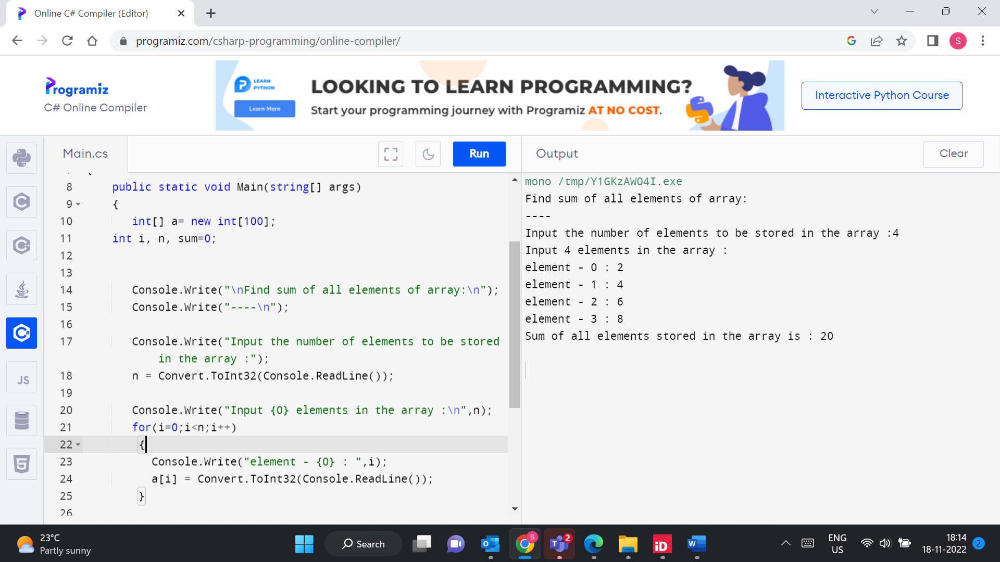 Online C# Compiler (Editor)
programiz.com/csharp-programming/online-compiler/
S
Programiz
C# Online Compiler
LEARN
PYTHON
Learn More
LOOKING TO LEARN PROGRAMMING?
Start your programming journey with Programiz AT NO COST.
Interactive Python Course
Main.cs
Run
Output
Clear
8 public static void Main(string[] args)
9 {
10 int[] a= new int[100];
11 int i, n, sum=0;
12
13
14 Console.Write("\nFind sum of all elements of array:\n");
15 Console.Write("----\n");
16
17 Console.Write("Input the number of elements to be stored
in the array :");
18 n = Convert.ToInt32(Console.ReadLine());
19
20 Console.Write("Input {0} elements in the array :\n",n);
21 for(i=0;i<n;i++)
22 {
23 Console.Write("element - {0} : ",i);
24 a[i] = Convert.ToInt32(Console.ReadLine());
25 }
26
mono /tmp/Y1GKzAWO4I.exe
Find sum of all elements of array:
----
Input the number of elements to be stored in the array :4
Input 4 elements in the array :
element - 0 : 2
element - 1 : 4
element - 2 : 6
element - 3 : 8
Sum of all elements stored in the array is : 20
JS
23°C
Partly sunny
Search
S
2
ENG
US
18:14
18-11-2022
2